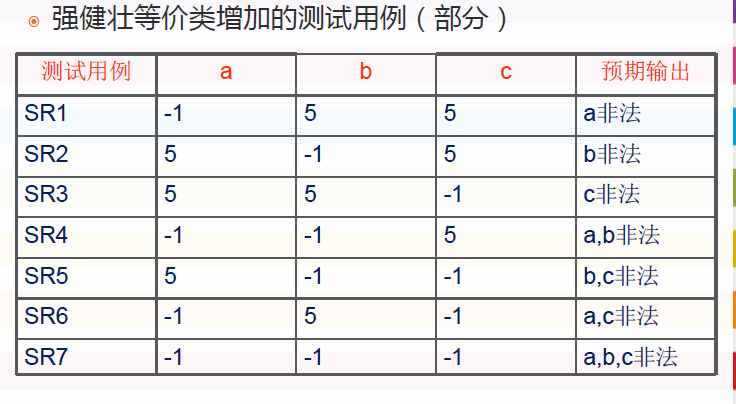 强健壮等价类增加的测试用例（部分）
测试用例 a b c 预期输出
SR1 -1 5 5 a非法
SR2 5 -1 5 b非法
SR3 5 5 -1 c非法
SR4 -1 -1 5 a,b非法
SR5 5 -1 -1 b,c非法
SR6 -1 5 -1 a,c非法
SR7 -1 -1 -1 a,b,c非法